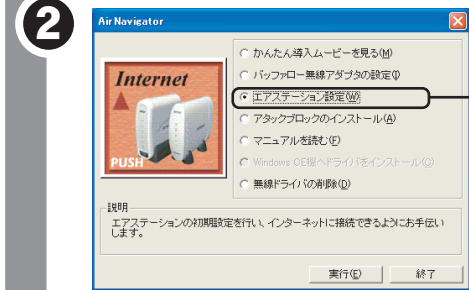 2
Air Navigator
Internet
PUSH
かんたん導入ムービーを見る(M)
バッファロー無線アダプタの設定(I)
エアステーション設定(W)
アタックブロックのインストール(A)
マニュアルを読む(F)
Windows CE機へドライバをインストール(C)
無線ドライバの削除(D)
説明
エアステーションの初期設定を行い、インターネットに接続できるようにお手伝い
します。
実行(E)
終了